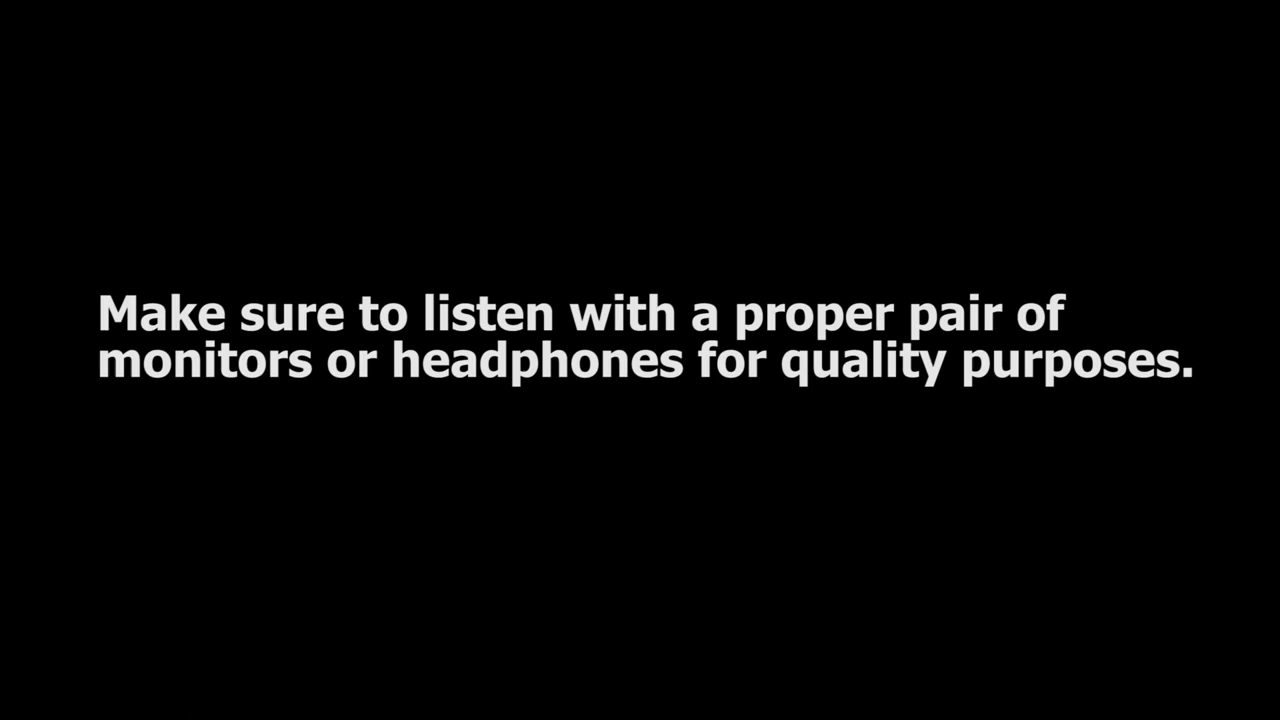 Make sure to listen with a proper pair of
monitors or headphones for quality purposes.